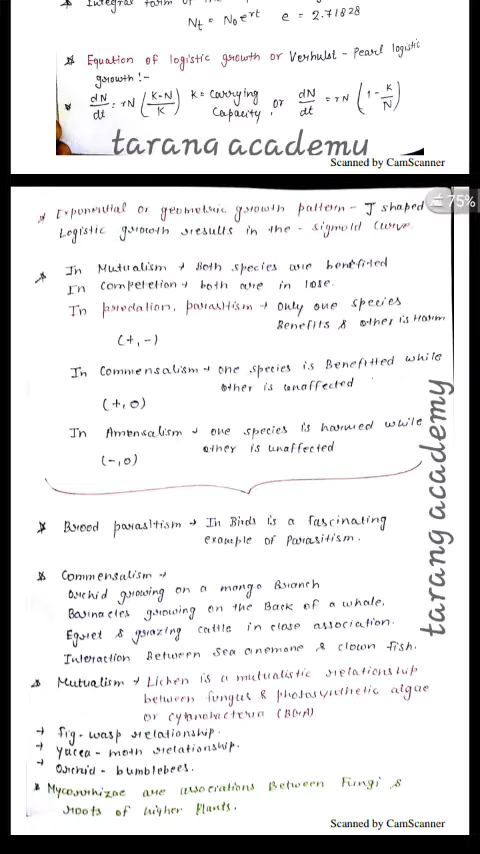 Integral form of the
Nt = N₀eʳᵗ e = 2.71828
Equation of logistic growth or Verhulst - Pearl logistic
growth :-
dN/dt = rN (K-N/K) K = Carrying Capacity, or dN/dt = rN (1 - K/N)
tarang academy
Scanned by CamScanner
75%
Exponential or geometric growth pattern - J shaped
Logistic growth results in the - sigmoid curve.
In Mutualism → Both species are benefited
In Competetion → both are in lose.
In predation, parasitism → Only one species
Benefits & other is Harm
(+, -)
In Commensalism → one species is Benefitted while
other is unaffected
(+, 0)
In Amensalism → one species is harmed while
other is unaffected
(-, 0)
Brood parasitism → In Birds is a fascinating
example of Parasitism.
Commensalism →
Orchid growing on a mango Branch
Barnacles growing on the Back of a whale.
Egret & grazing cattle in close association.
Interaction Between Sea anemone & clown fish.
Mutualism → Lichen is a mutualistic relationship
between fungus & photosynthetic algae
or cytanobacteria (BGA).
→ fig - wasp relationship.
→ Yucca - moth relationship.
→ Orchid - bumblebees.
Mycorrhizae are associations Between Fungi &
roots of higher Plants.
tarang academy
Scanned by CamScanner